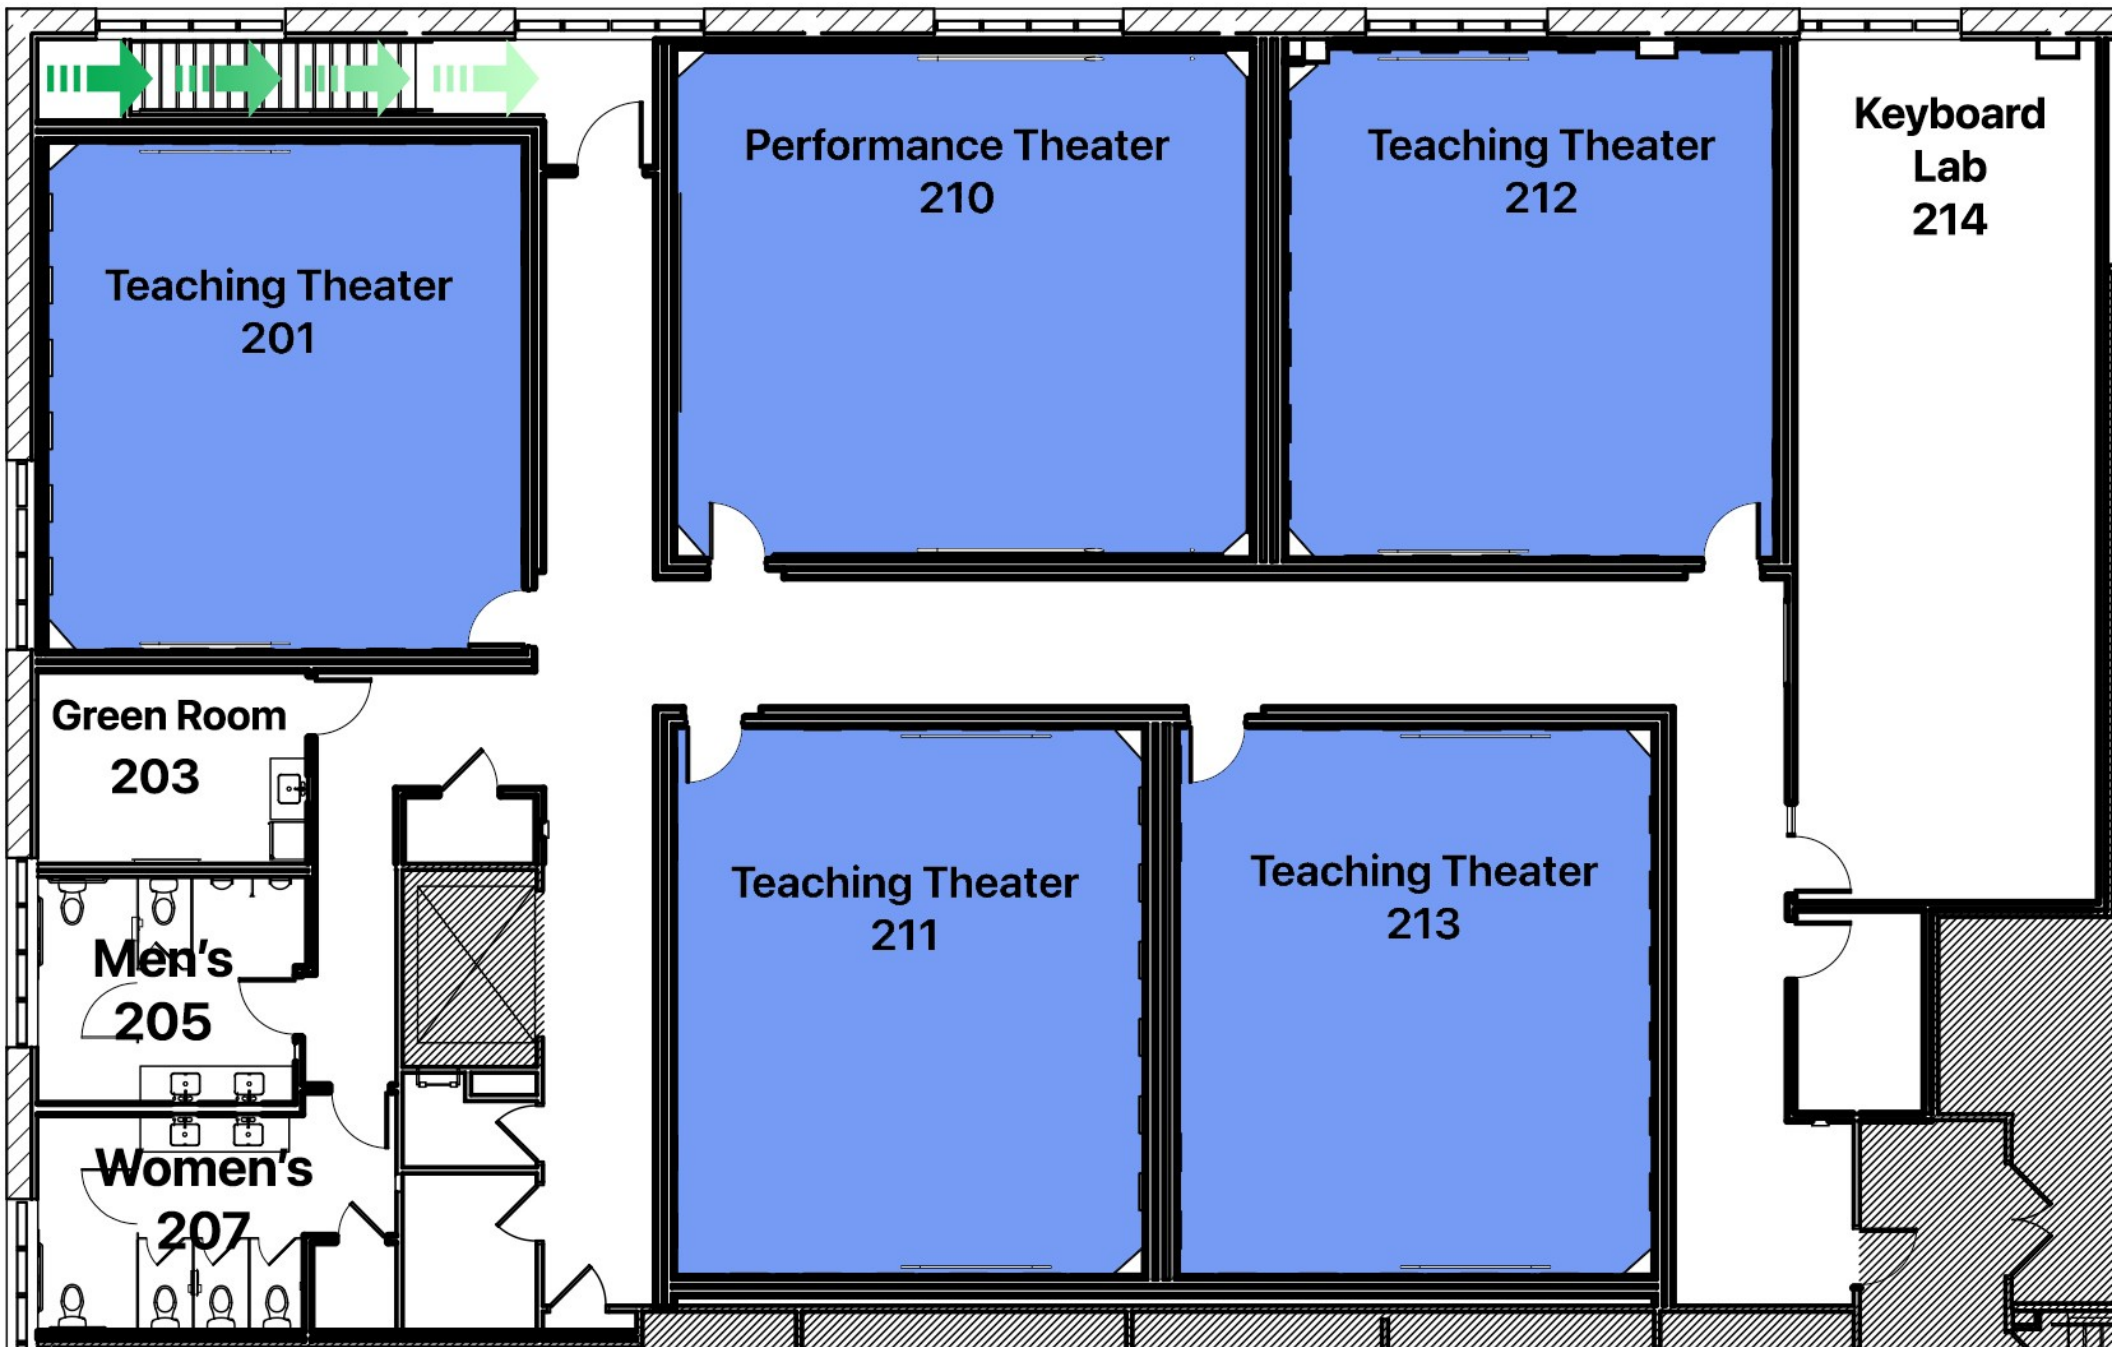 Performance Theater
210
Teaching Theater
212
Keyboard
Lab
214
Teaching Theater
201
Green Room
203
Teaching Theater
211
Teaching Theater
213
Men's
205
Women's
207